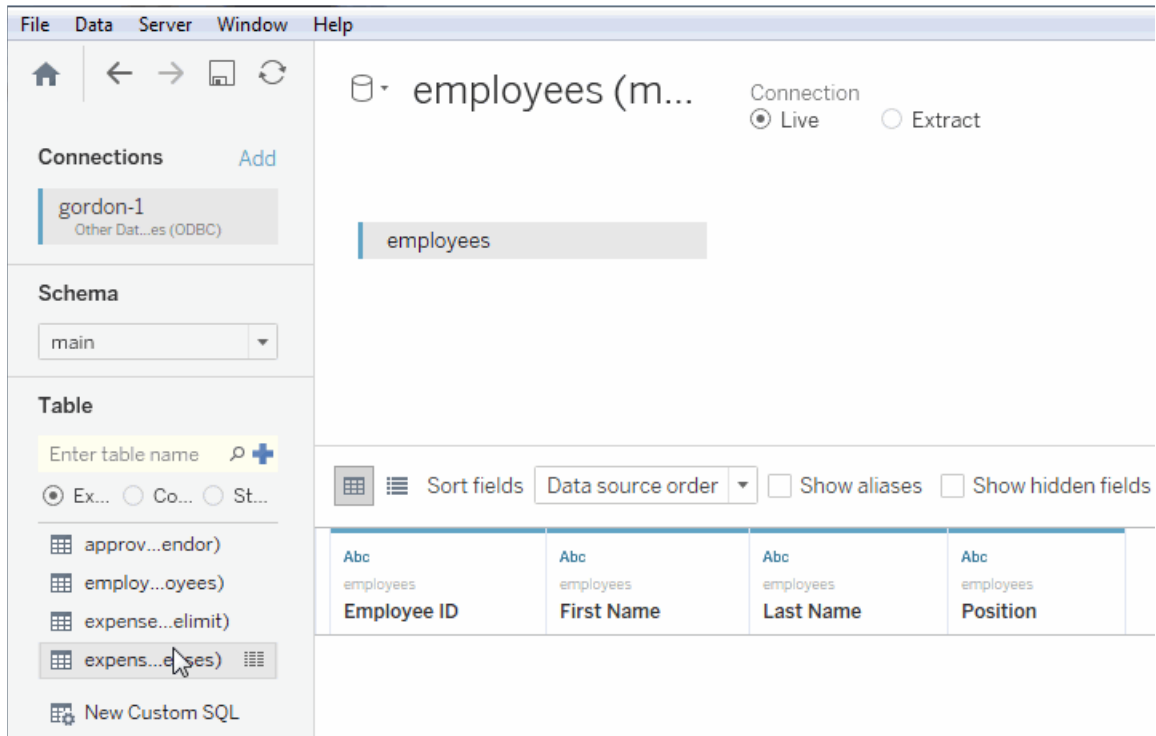 File Data Server Window Help
employees (m...
Connection
Live Extract
Connections Add
gordon-1
Other Dat...es (ODBC)
employees
Schema
main
Table
Enter table name
Ex... Co... St...
Sort fields Data source order Show aliases Show hidden fields
approv...endor)
employ...oyees)
expense...elimit)
expens...enses)
New Custom SQL
Abc Abc Abc Abc
employees employees employees employees
Employee ID First Name Last Name Position